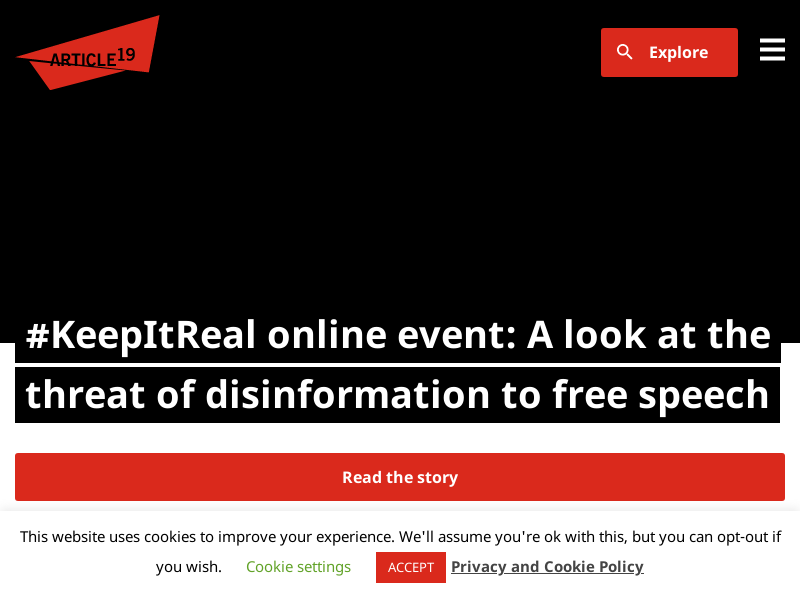 ARTICLE19
Explore
#KeepItReal online event: A look at the
threat of disinformation to free speech
Read the story
This website uses cookies to improve your experience. We'll assume you're ok with this, but you can opt-out if
you wish. Cookie settings ACCEPT Privacy and Cookie Policy